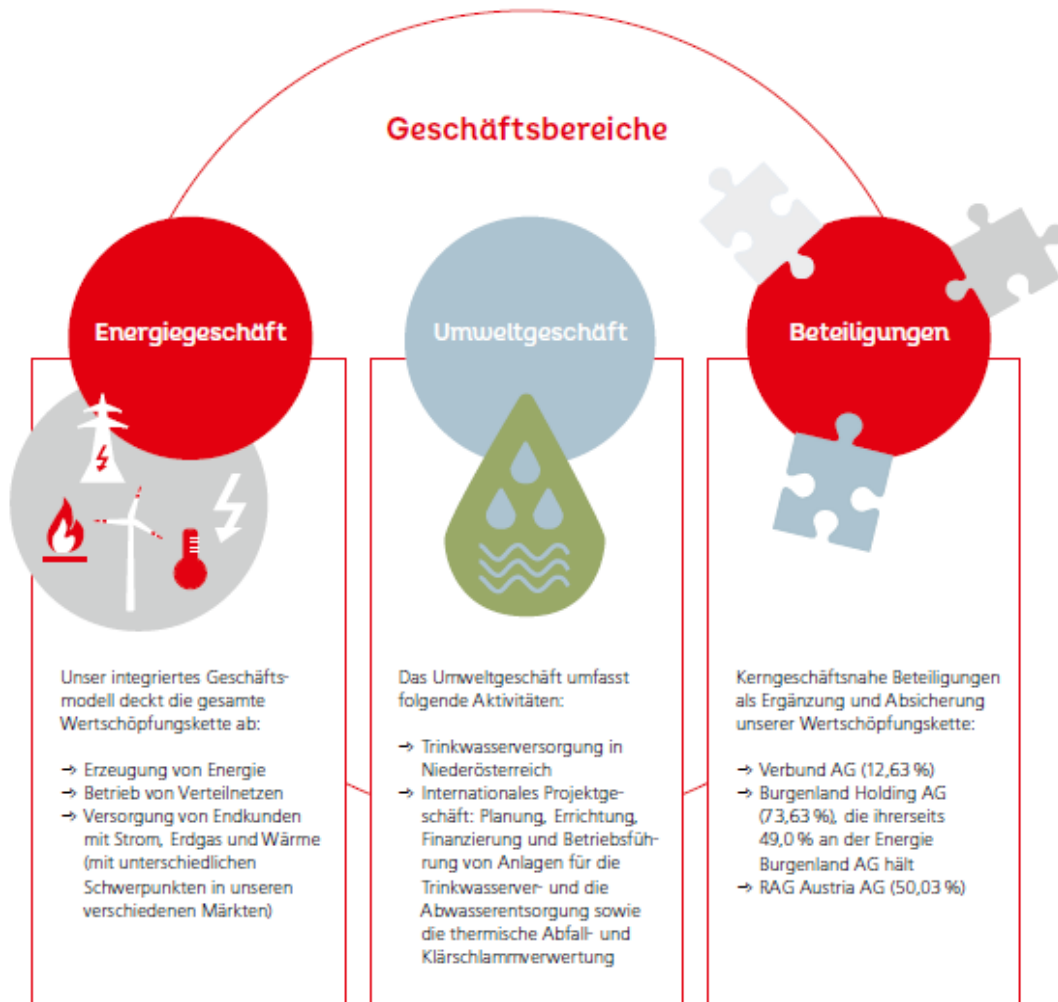 Geschäftsbereiche
Energiegeschäft
Unser integriertes Geschäfts-
modell deckt die gesamte
Wertschöpfungskette ab:
→ Erzeugung von Energie
→ Betrieb von Verteilnetzen
→ Versorgung von Endkunden
mit Strom, Erdgas und Wärme
(mit unterschiedlichen
Schwerpunkten in unseren
verschiedenen Märkten)
Umweltgeschäft
Das Umweltgeschäft umfasst
folgende Aktivitäten:
→ Trinkwasserversorgung in
Niederösterreich
→ Internationales Projektge-
schäft: Planung, Errichtung,
Finanzierung und Betriebsfüh-
rung von Anlagen für die
Trinkwasserver- und die
Abwasserentsorgung sowie
die thermische Abfall- und
Klärschlammverwertung
Beteiligungen
Kerngeschäftsnahe Beteiligungen
als Ergänzung und Absicherung
unserer Wertschöpfungskette:
→ Verbund AG (12,63 %)
→ Burgenland Holding AG
(73,63 %), die ihrerseits
49,0 % an der Energie
Burgenland AG hält
→ RAG Austria AG (50,03 %)